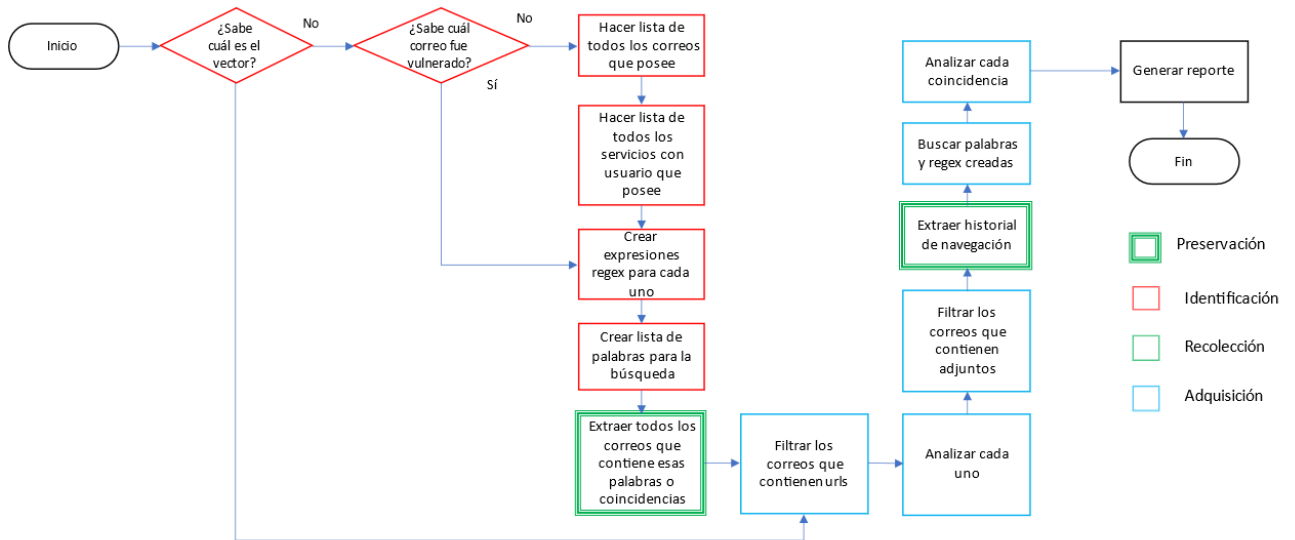 Inicio
¿Sabe
cuál es el
vector?
No
¿Sabe cuál
correo fue
vulnerado?
No
Sí
Hacer lista de
todos los correos
que posee
Hacer lista de
todos los
servicios con
usuario que
posee
Crear
expresiones
regex para cada
uno
Crear lista de
palabras para la
búsqueda
Extraer todos los
correos que
contiene esas
palabras o
coincidencias
Filtrar los
correos que
contienen urls
Analizar cada
uno
Filtrar los
correos que
contienen
adjuntos
Extraer historial
de navegación
Buscar palabras
y regex creadas
Analizar cada
coincidencia
Generar reporte
Fin
Preservación
Identificación
Recolección
Adquisición